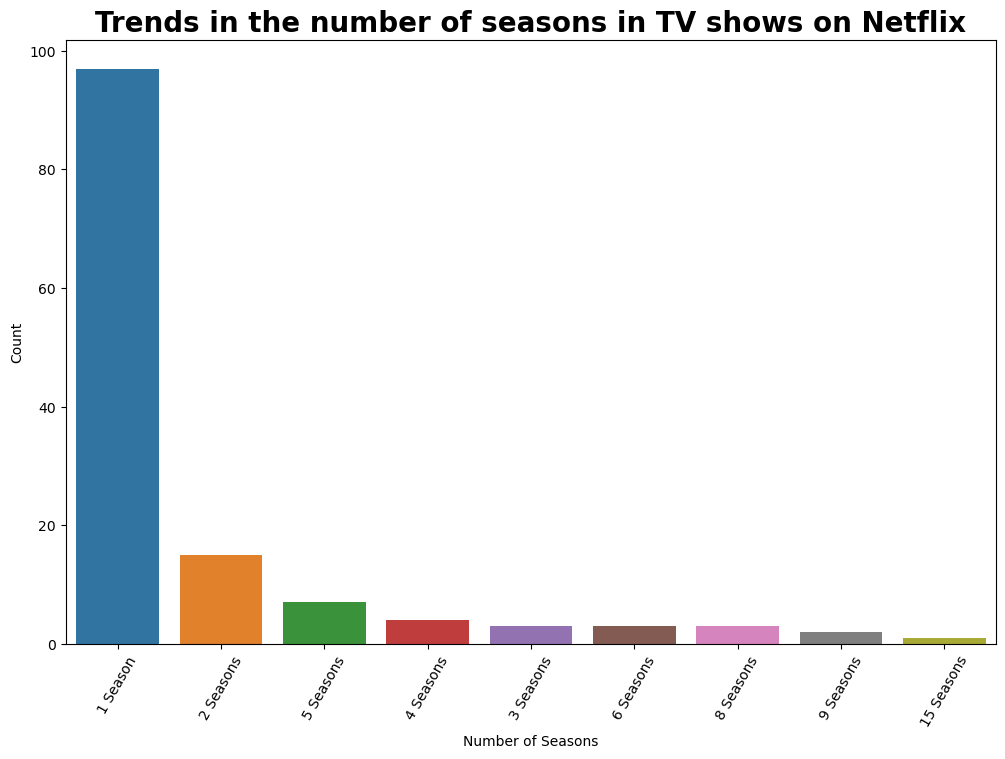 Trends in the number of seasons in TV shows on Netflix
100
80
60
40
20
0
Count
1 Season
2 Seasons
5 Seasons
4 Seasons
3 Seasons
6 Seasons
8 Seasons
9 Seasons
15 Seasons
Number of Seasons